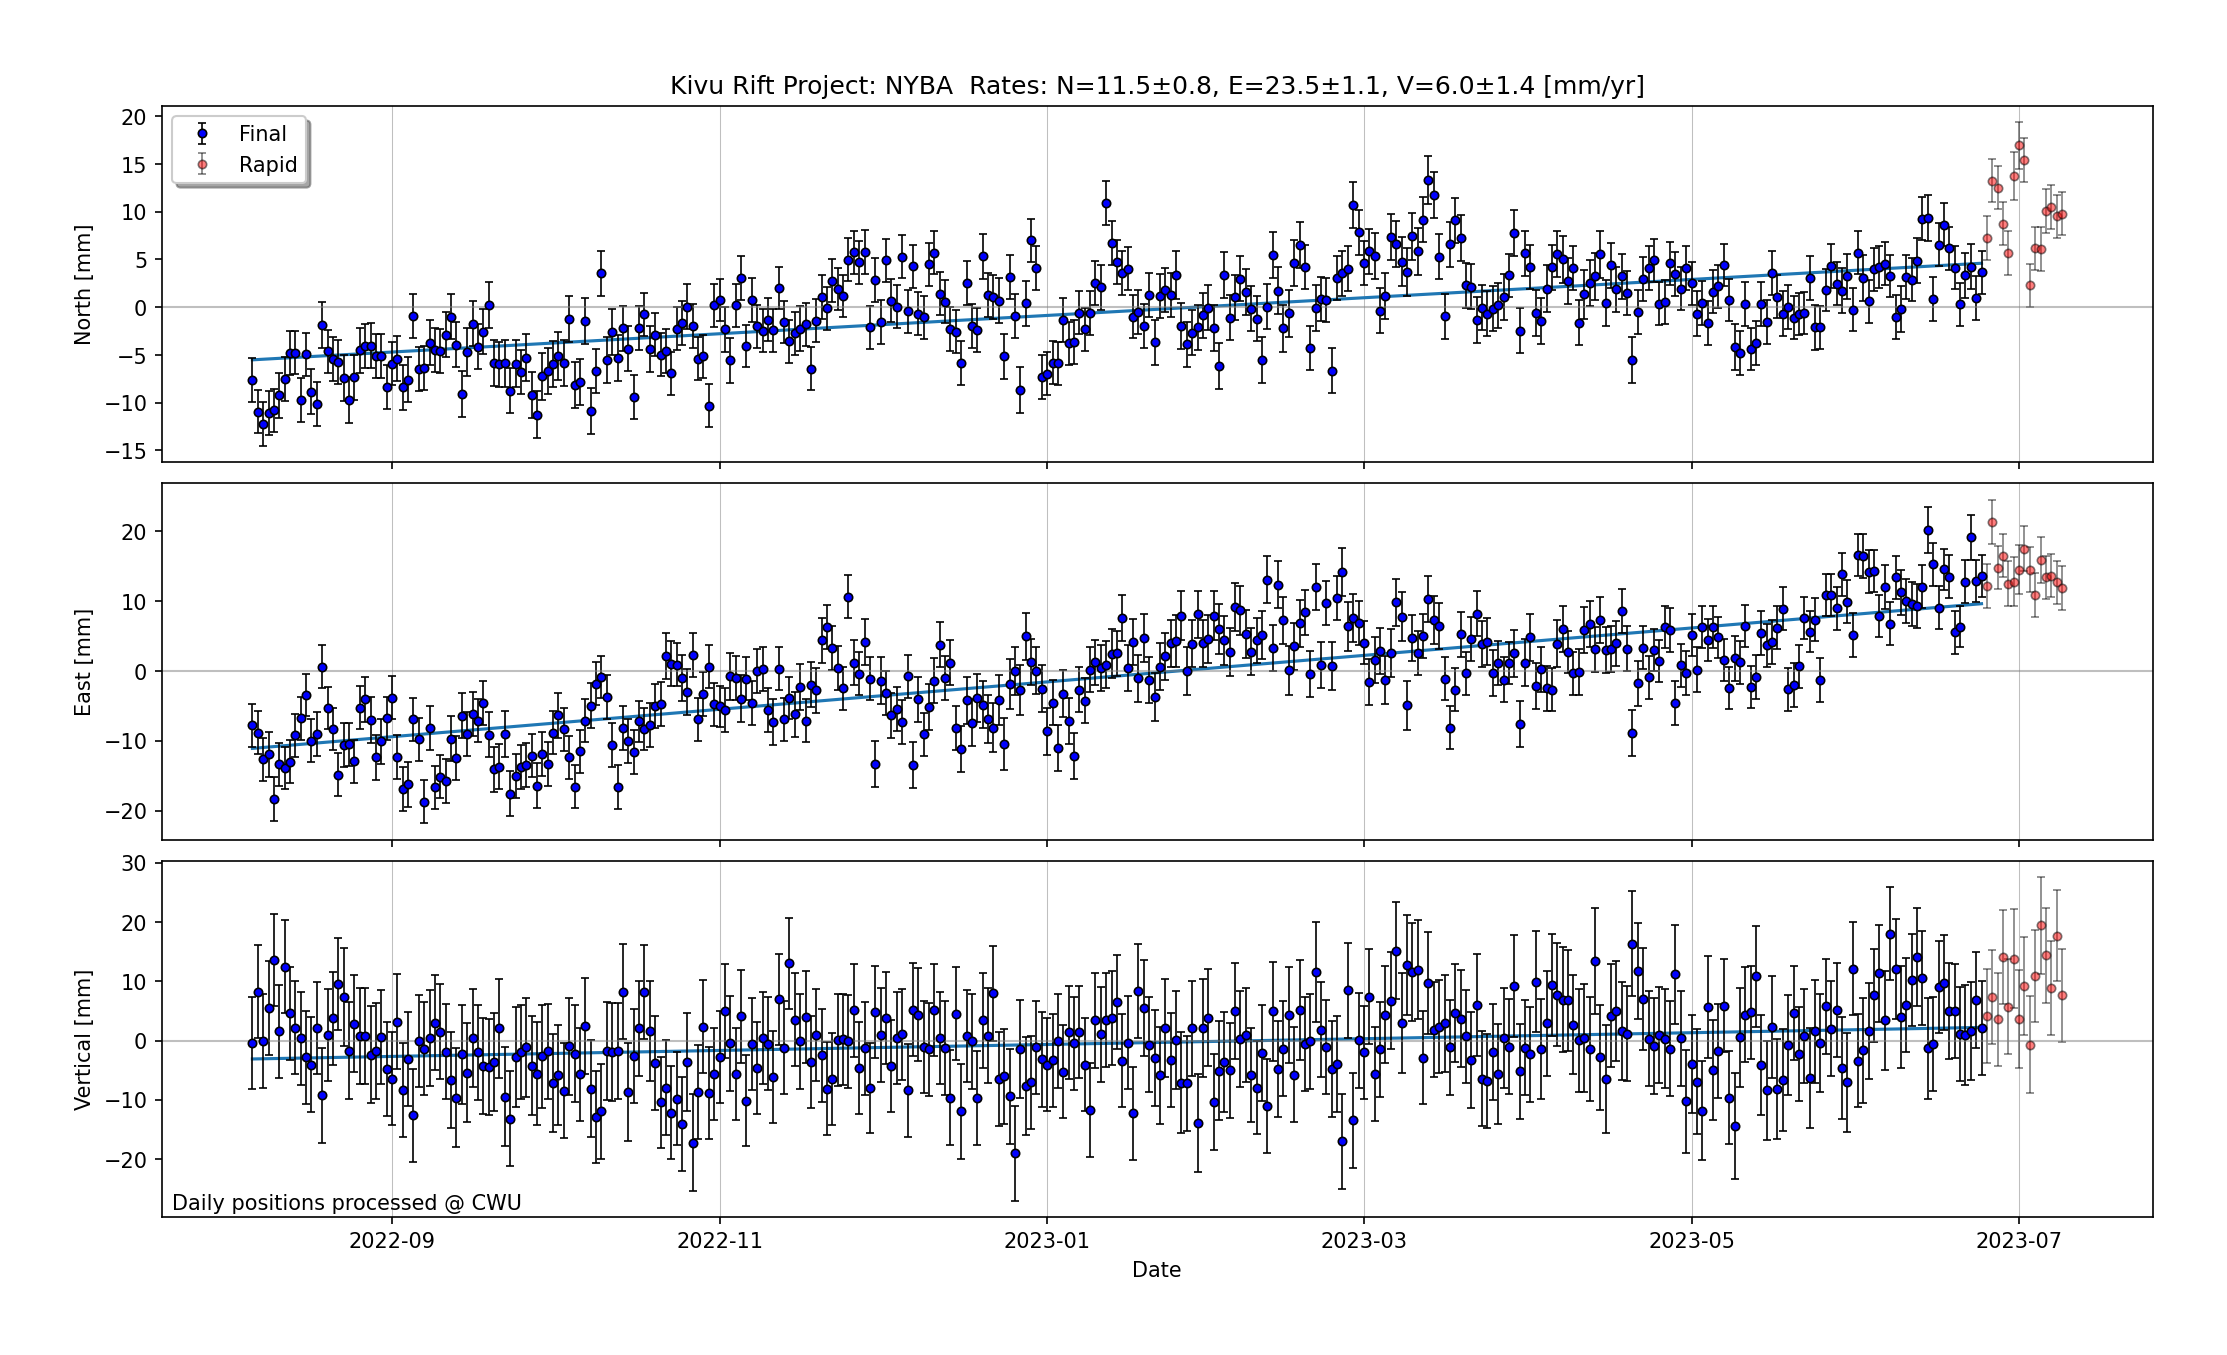 Kivu Rift Project: NYBA  Rates: N=11.5±0.8, E=23.5±1.1, V=6.0±1.4 [mm/yr]
Final
Rapid
North [mm]
20
15
10
5
0
−5
−10
−15
East [mm]
20
10
0
−10
−20
Vertical [mm]
30
20
10
0
−10
−20
Daily positions processed @ CWU
2022-09 2022-11 2023-01 2023-03 2023-05 2023-07
Date